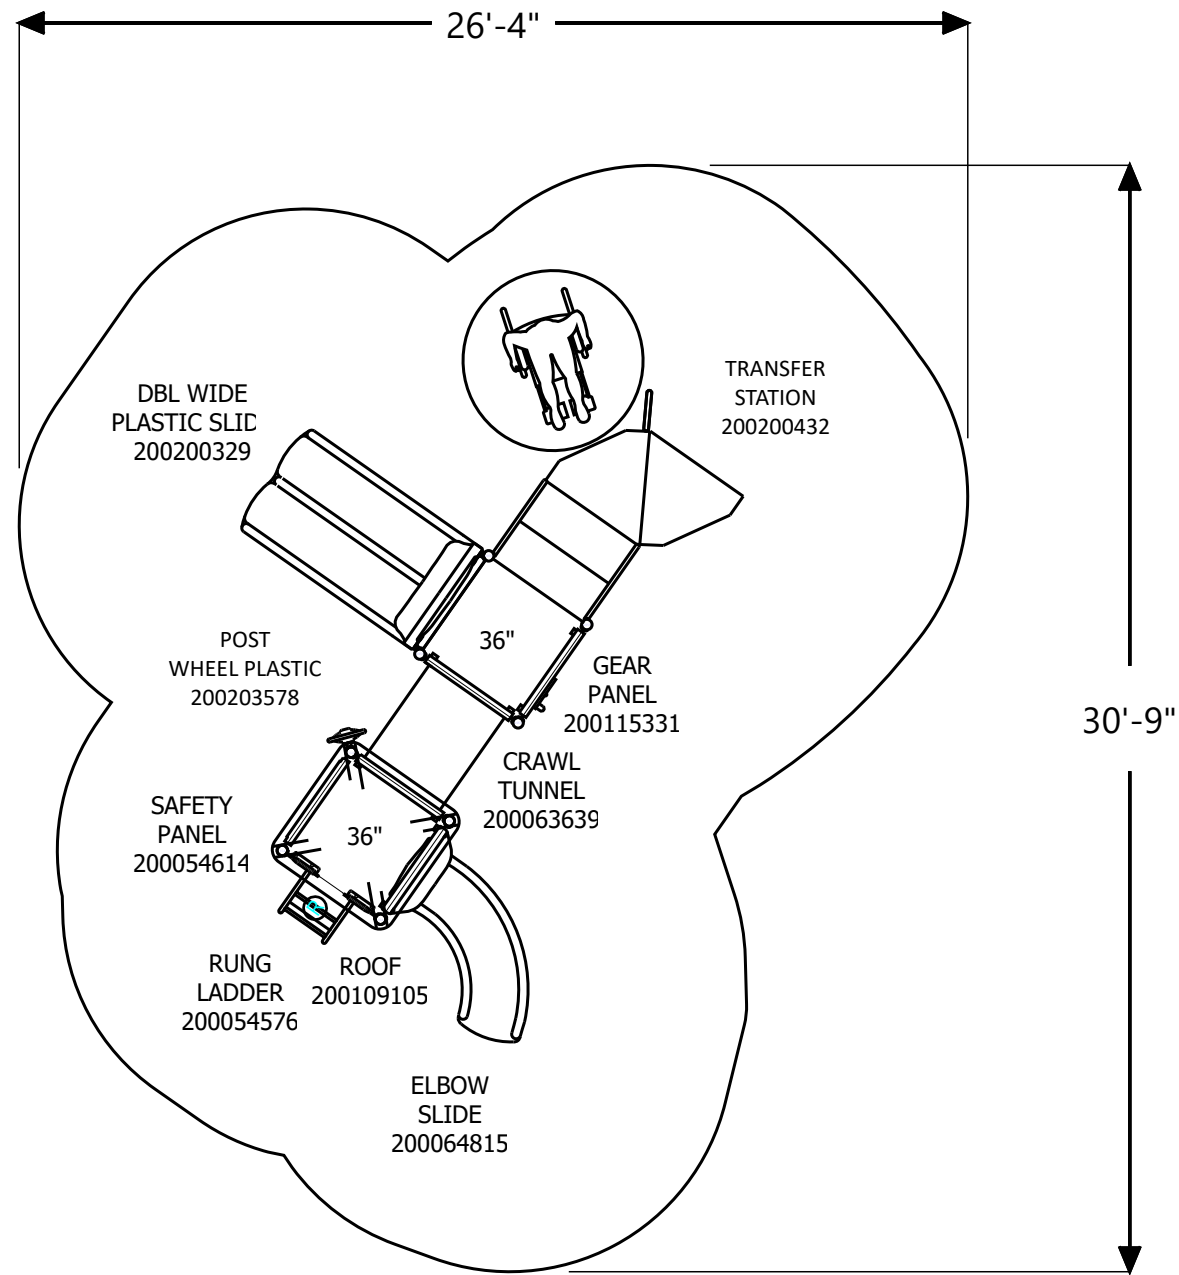 26'-4"
TRANSFER
STATION
200200432
DBL WIDE
PLASTIC SLID
200200329
POST
WHEEL PLASTIC
200203578
36"
GEAR
PANEL
200115331
30'-9"
CRAWL
TUNNEL
200063639
SAFETY
PANEL
200054614
36"
R
RUNG
LADDER
200054576
ROOF
200109105
ELBOW
SLIDE
200064815